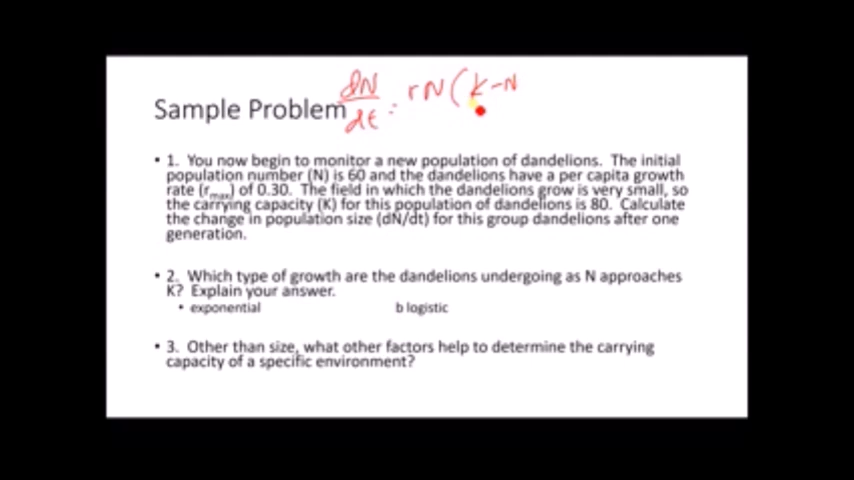 Sample Problem dN/dt = rN(K-N
• 1. You now begin to monitor a new population of dandelions. The initial
population number (N) is 60 and the dandelions have a per capita growth
rate (rmax) of 0.30. The field in which the dandelions grow is very small, so
the carrying capacity (K) for this population of dandelions is 80. Calculate
the change in population size (dN/dt) for this group dandelions after one
generation.
• 2. Which type of growth are the dandelions undergoing as N approaches
K? Explain your answer.
• exponential b logistic
• 3. Other than size, what other factors help to determine the carrying
capacity of a specific environment?